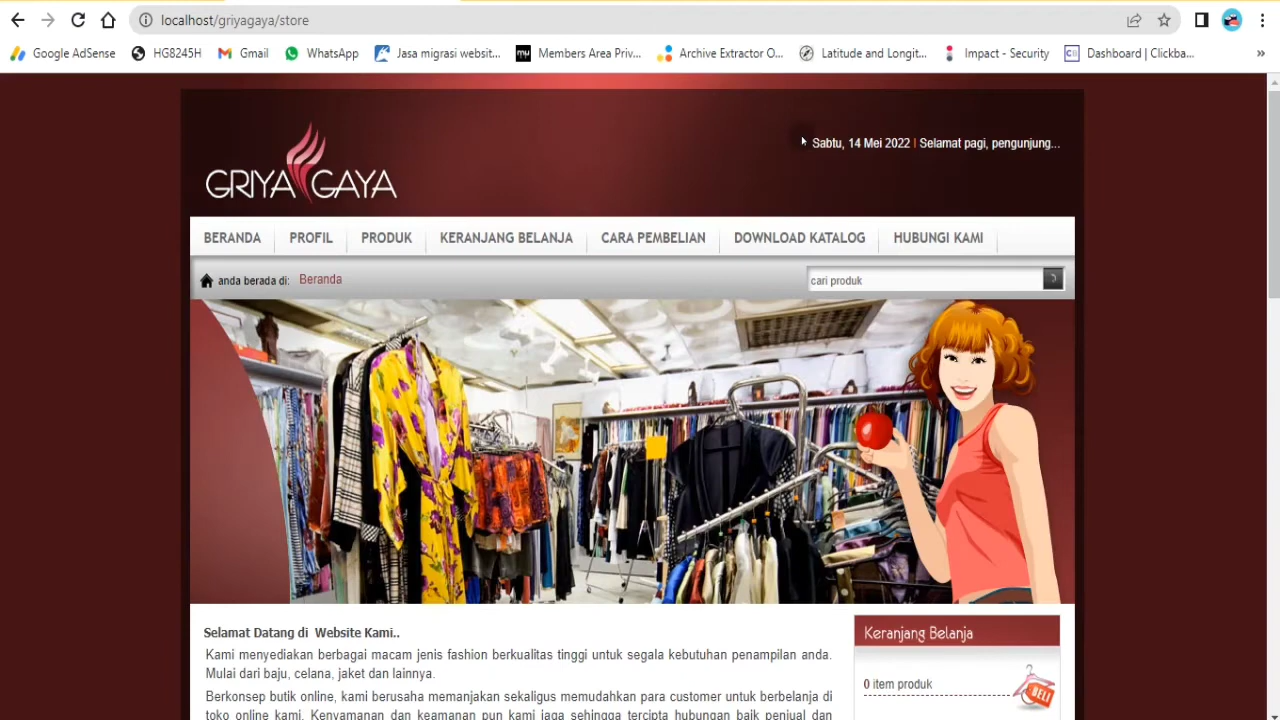 localhost/griyagaya/store
Google AdSense HG8245H Gmail WhatsApp Jasa migrasi websit... Members Area Priv... Archive Extractor O... Latitude and Longit... Impact - Security Dashboard | Clickba... »
Sabtu, 14 Mei 2022 | Selamat pagi, pengunjung...
GRIYA GAYA
BERANDA PROFIL PRODUK KERANJANG BELANJA CARA PEMBELIAN DOWNLOAD KATALOG HUBUNGI KAMI
anda berada di: Beranda cari produk
Selamat Datang di Website Kami..
Kami menyediakan berbagai macam jenis fashion berkualitas tinggi untuk segala kebutuhan penampilan anda.
Mulai dari baju, celana, jaket dan lainnya.
Berkonsep butik online, kami berusaha memanjakan sekaligus memudahkan para customer untuk berbelanja di
toko online kami. Kenyamanan dan keamanan pun kami jaga sehingga tercipta hubungan baik penjual dan
Keranjang Belanja
0 item produk
BELI